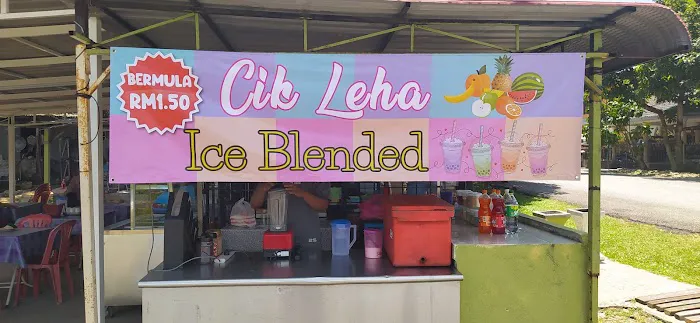 BERMULA
RM1.50
Cik Leha
Ice Blended